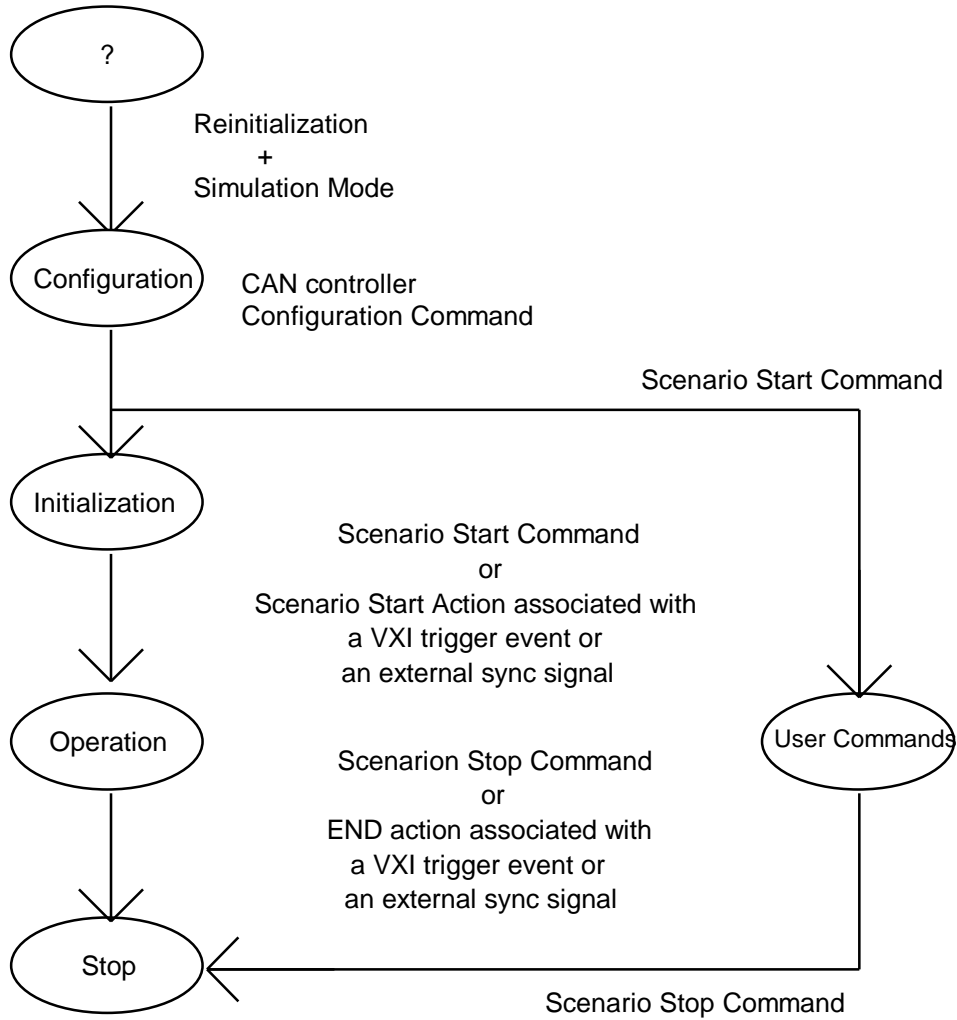 ?
Reinitialization
+
Simulation Mode
Configuration
CAN controller
Configuration Command
Scenario Start Command
Initialization
Scenario Start Command
or
Scenario Start Action associated with
a VXI trigger event or
an external sync signal
Operation
User Commands
Scenarion Stop Command
or
END action associated with
a VXI trigger event or
an external sync signal
Stop
Scenario Stop Command